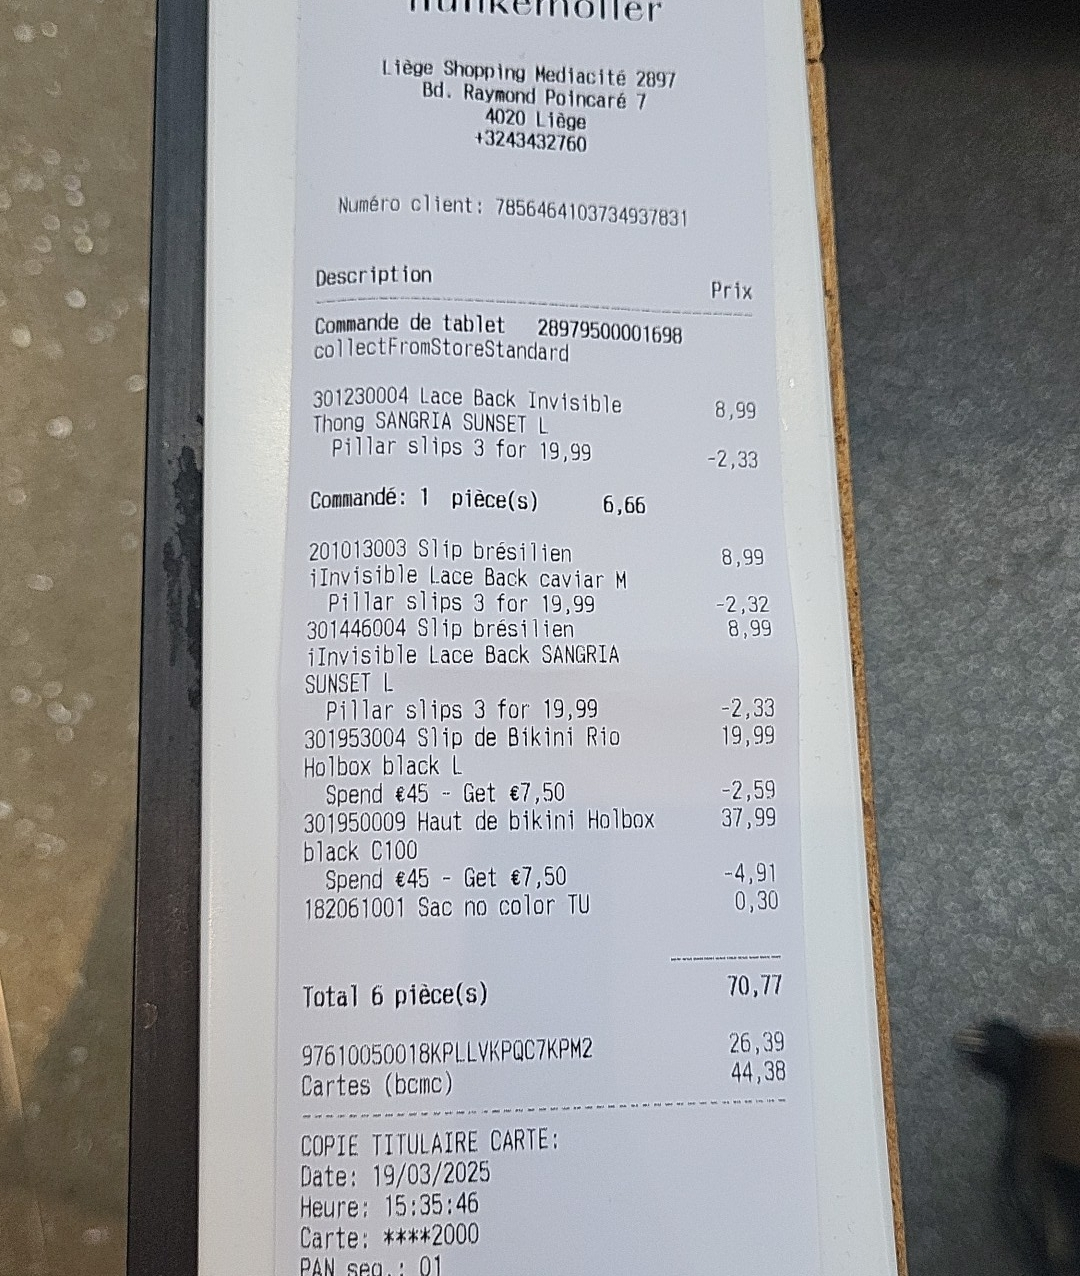 hunkemöller
Liège Shopping Mediacité 2897
Bd. Raymond Poincaré 7
4020 Liège
+3243432760
Numéro client: 7856464103734937831
Description Prix
Commande de tablet 28979500001698
collectFromStoreStandard
301230004 Lace Back Invisible 8,99
Thong SANGRIA SUNSET L
Pillar slips 3 for 19,99 -2,33
Commandé: 1 pièce(s) 6,66
201013003 Slip brésilien 8,99
iInvisible Lace Back caviar M
Pillar slips 3 for 19,99 -2,32
301446004 Slip brésilien 8,99
iInvisible Lace Back SANGRIA
SUNSET L
Pillar slips 3 for 19,99 -2,33
301953004 Slip de Bikini Rio 19,99
Holbox black L
Spend €45 - Get €7,50 -2,59
301950009 Haut de bikini Holbox 37,99
black C100
Spend €45 - Get €7,50 -4,91
182061001 Sac no color TU 0,30
Total 6 pièce(s) 70,77
97610050018KPLLVKPQC7KPM2 26,39
Cartes (bcmc) 44,38
COPIE TITULAIRE CARTE:
Date: 19/03/2025
Heure: 15:35:46
Carte: ****2000
PAN seq.: 01